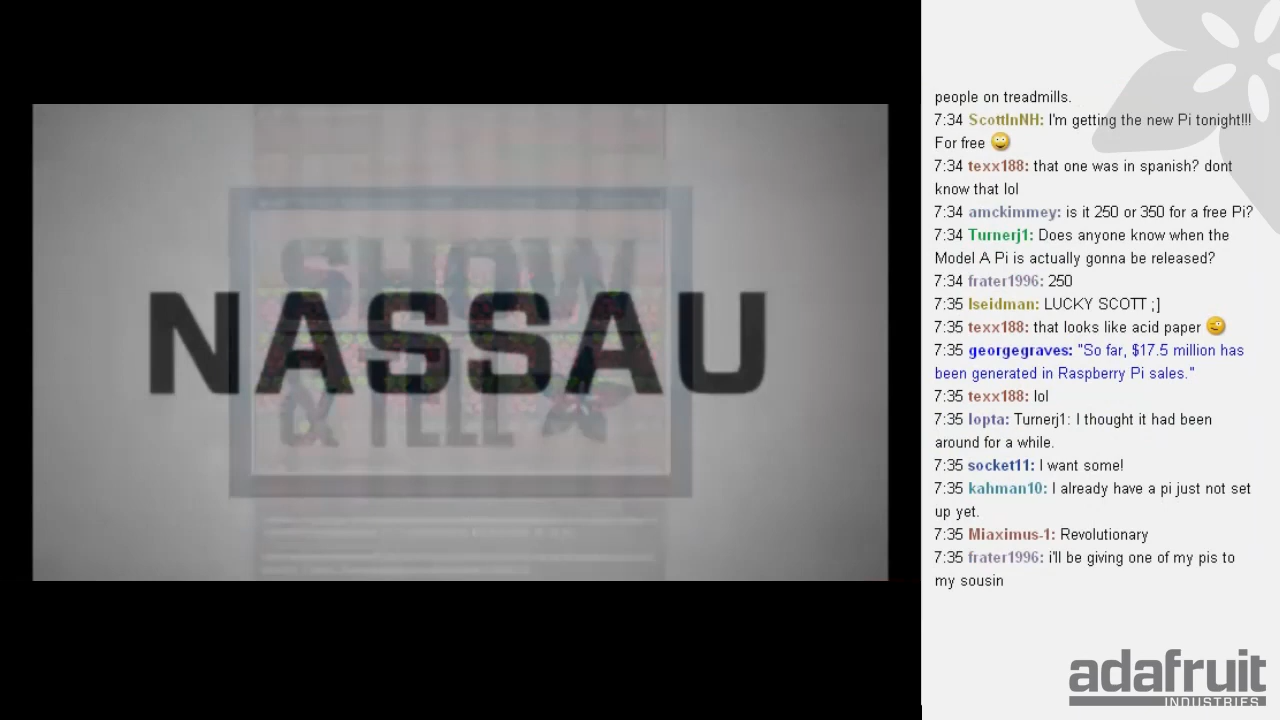 SHOW
NASSAU
& TELL
people on treadmills.
7:34 ScottInNH: I'm getting the new Pi tonight!!!
For free
7:34 texx188: that one was in spanish? dont
know that lol
7:34 amckimmey: is it 250 or 350 for a free Pi?
7:34 Turnerj1: Does anyone know when the
Model A Pi is actually gonna be released?
7:34 frater1996: 250
7:35 lseidman: LUCKY SCOTT ;]
7:35 texx188: that looks like acid paper
7:35 georgegraves: "So far, $17.5 million has
been generated in Raspberry Pi sales."
7:35 texx188: lol
7:35 lopta: Turnerj1: I thought it had been
around for a while.
7:35 socket11: I want some!
7:35 kahman10: I already have a pi just not set
up yet.
7:35 Miaximus-1: Revolutionary
7:35 frater1996: i'll be giving one of my pis to
my sousin
adafruit
INDUSTRIES